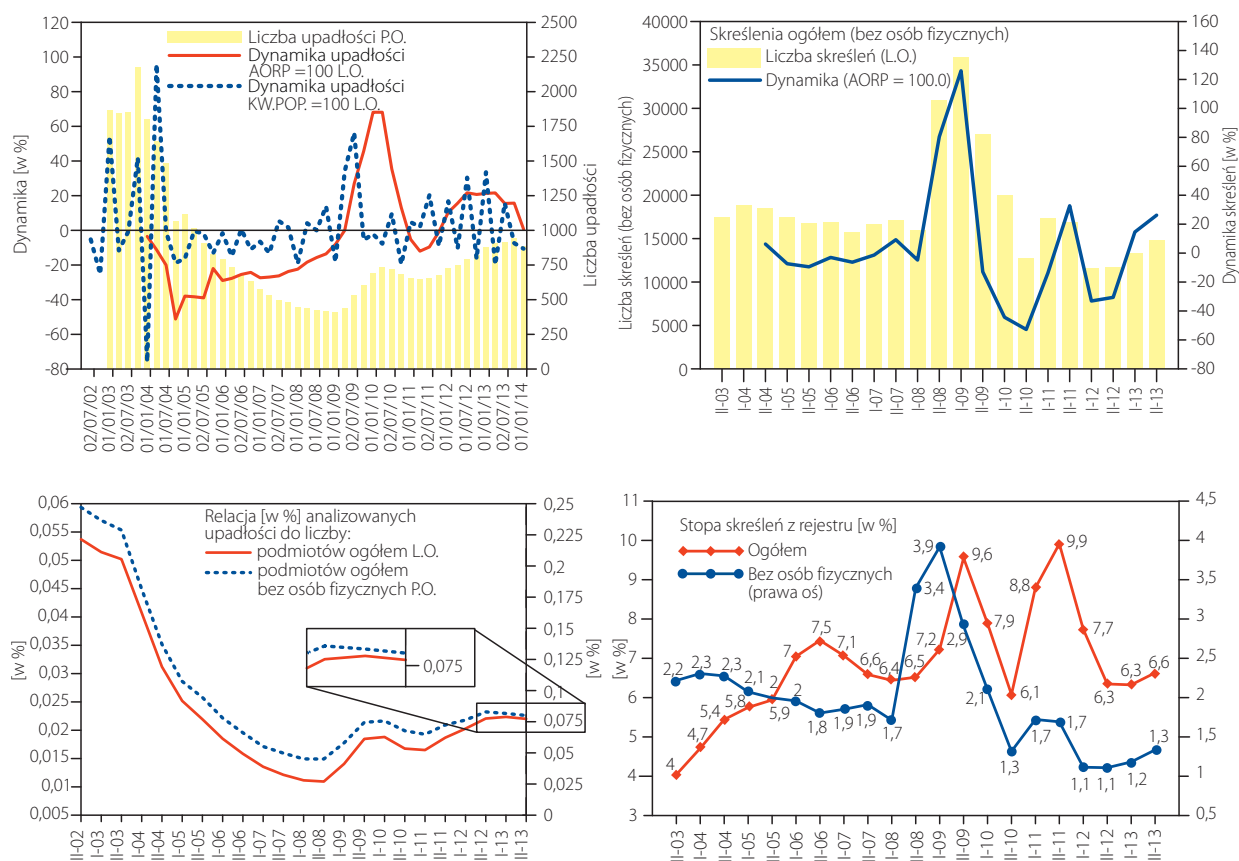 120
100
80
60
40
20
0
-20
-40
-60
-80
Dynamika [w %]
Liczba upadłości P.O.
Dynamika upadłości
AORP =100 L.O.
Dynamika upadłości
KW.POP. =100 L.O.
2500
2250
2000
1750
1500
1250
1000
750
500
250
0
Liczba upadłości
02/07/02
01/01/03
02/07/03
01/01/04
02/07/04
01/01/05
02/07/05
01/01/06
02/07/06
01/01/07
02/07/07
01/01/08
02/07/08
01/01/09
02/07/09
01/01/10
02/07/10
01/01/11
02/07/11
01/01/12
02/07/12
01/01/13
02/07/13
01/01/14
40000
35000
30000
25000
20000
15000
10000
5000
0
Liczba skreśleń (bez osób fizycznych)
Skreślenia ogółem (bez osób fizycznych)
Liczba skreśleń (L.O.)
Dynamika (AORP = 100.0)
160
140
120
100
80
60
40
20
0
-20
-40
-60
-80
Dynamika skreśleń [w %]
II-03
I-04
II-04
I-05
II-05
I-06
II-06
I-07
II-07
I-08
II-08
I-09
II-09
I-10
II-10
I-11
II-11
I-12
II-12
I-13
II-13
0,06
0,055
0,05
0,045
0,04
0,035
0,03
0,025
0,02
0,015
0,01
0,005
[w %]
Relacja [w %] analizowanych
upadłości do liczby:
podmiotów ogółem L.O.
podmiotów ogółem
bez osób fizycznych P.O.
0,075
0,25
0,225
0,2
0,175
0,15
0,125
0,1
0,075
0,05
0,025
0
[w %]
II-02
I-03
II-03
I-04
II-04
I-05
II-05
I-06
II-06
I-07
II-07
I-08
II-08
I-09
II-09
I-10
II-10
I-11
II-11
I-12
II-12
I-13
II-13
11
10
9
8
7
6
5
4
3
[w %]
Stopa skreśleń z rejestru [w %]
Ogółem
Bez osób fizycznych
(prawa oś)
4
4,7
5,4
5,8
5,9
7
7,5
7,1
6,6
6,4
6,5
7,2
9,6
7,9
6,1
8,8
9,9
7,7
6,3
6,3
6,6
2,2
2,3
2,3
2,1
2
2
1,8
1,9
1,9
1,7
3,4
3,9
2,9
2,1
1,3
1,7
1,7
1,1
1,1
1,2
1,3
4,5
4
3,5
3
2,5
2
1,5
1
0,5
II-03
I-04
II-04
I-05
II-05
I-06
II-06
I-07
II-07
I-08
II-08
I-09
II-09
I-10
II-10
I-11
II-11
I-12
II-12
I-13
II-13